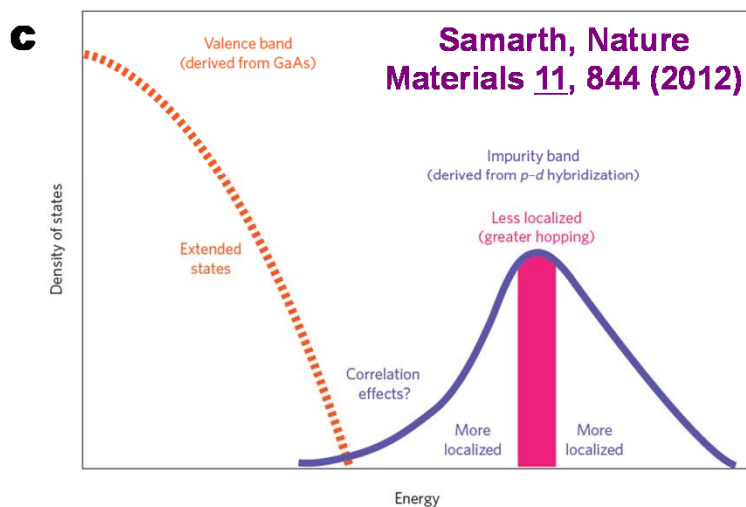 c
Samarth, Nature
Materials 11, 844 (2012)
Valence band
(derived from GaAs)
Impurity band
(derived from p–d hybridization)
Less localized
(greater hopping)
Extended
states
Correlation
effects?
More
localized
More
localized
Density of states
Energy